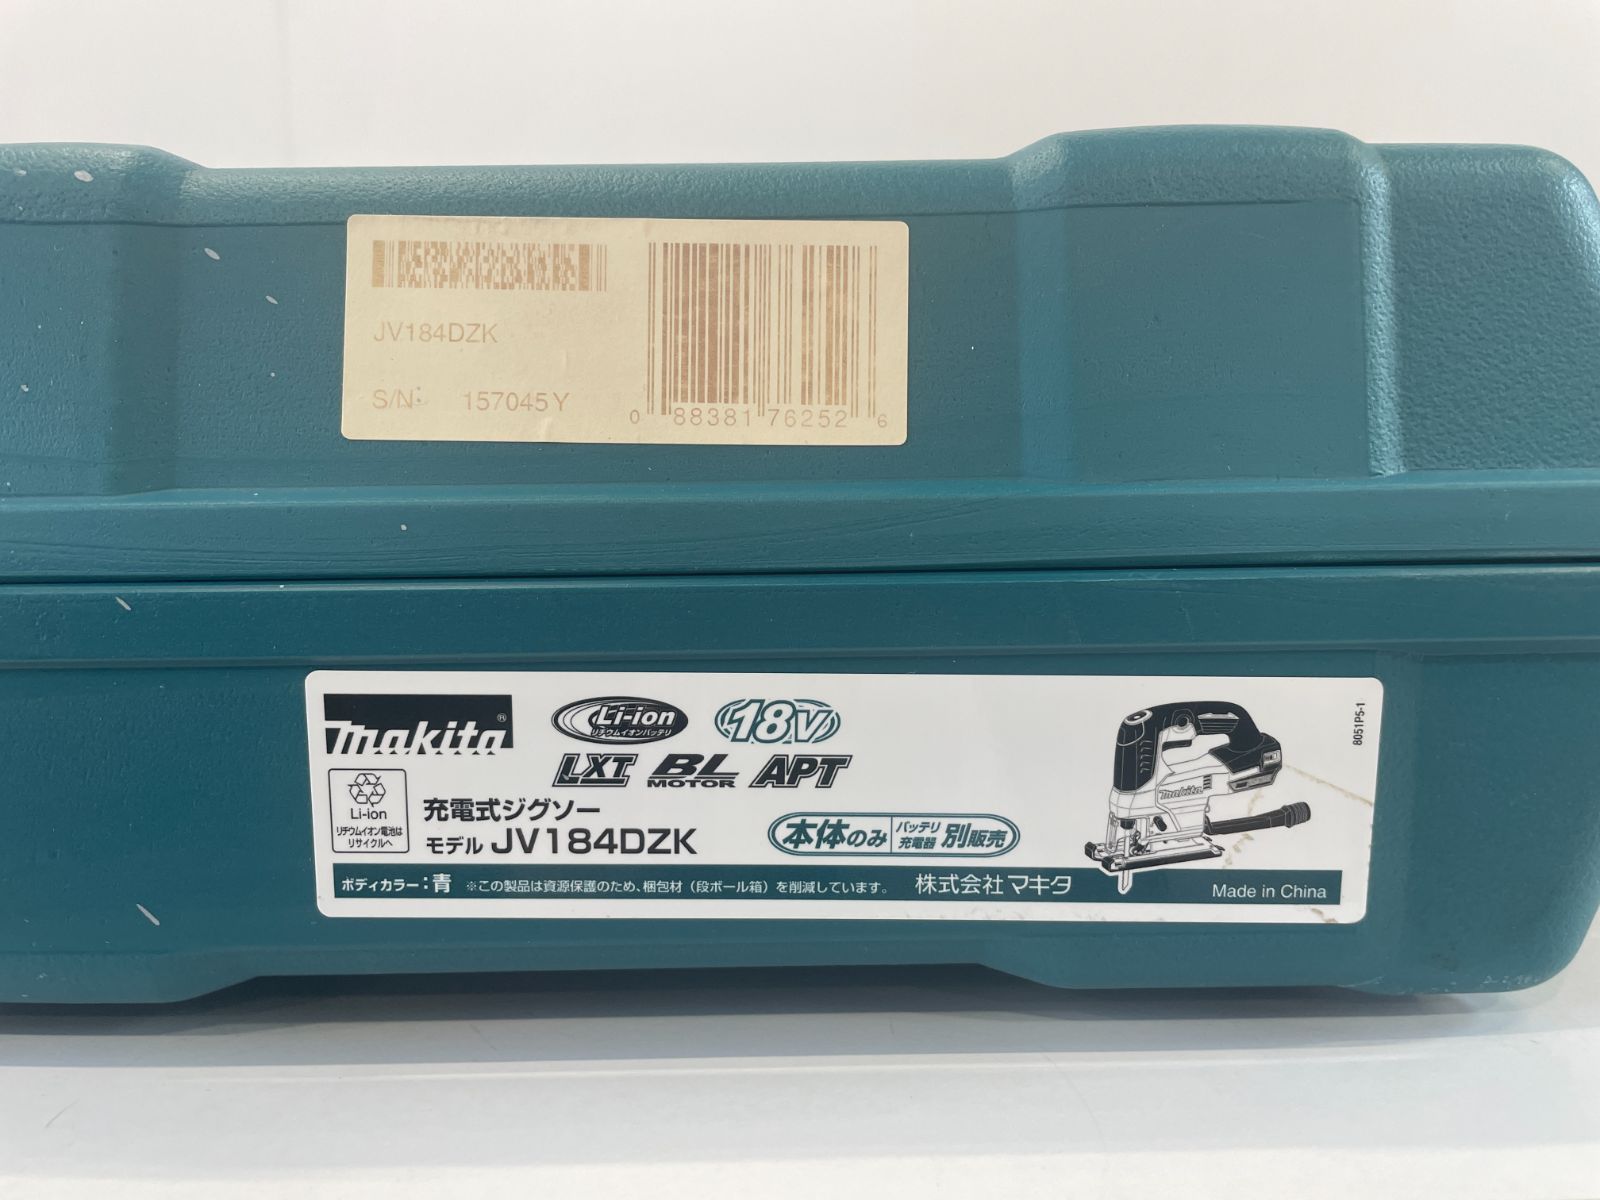 JV184DZK
S/N: 157045Y
0 88381 76252 6
makita®
Li-ion
リチウムイオンバッテリ
18V
LXT BL MOTOR APT
Li-ion
リチウムイオン電池は
リサイクルへ
充電式ジグソー
モデル JV184DZK
本体のみ バッテリ 充電器 別販売
makita
8051P5-1
ボディカラー:青 ※この製品は資源保護のため、梱包材(段ボール箱)を削減しています。 株式会社マキタ Made in China